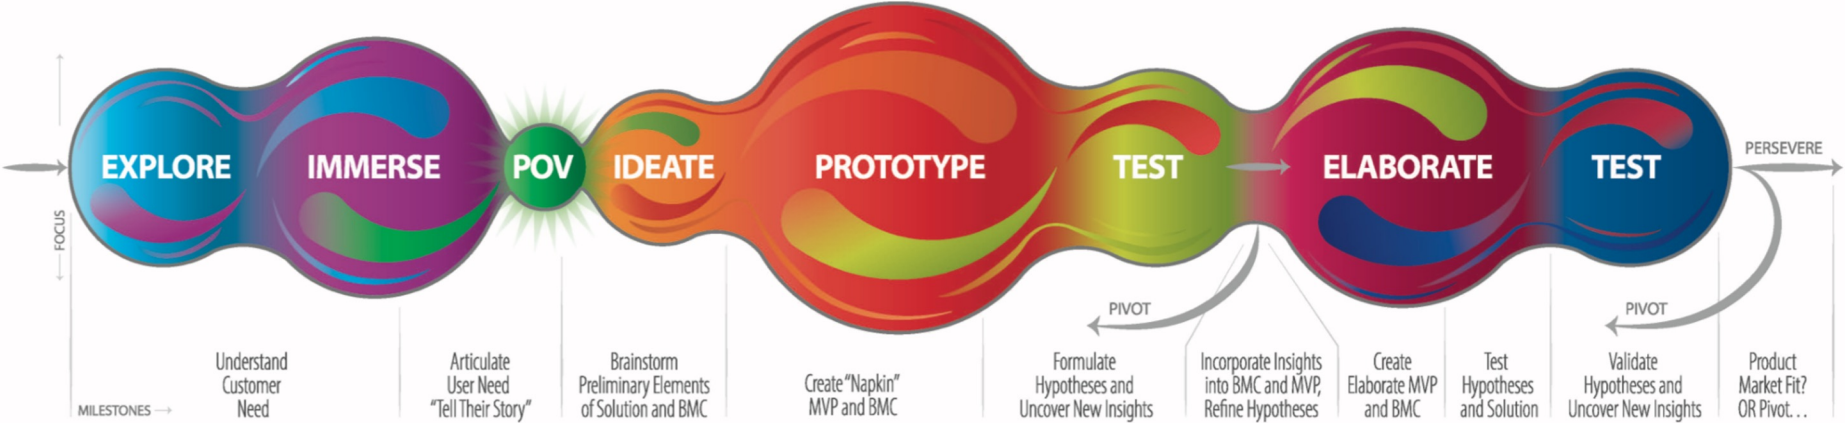 EXPLORE
IMMERSE
POV
IDEATE
PROTOTYPE
TEST
ELABORATE
TEST
PERSEVERE
FOCUS
PIVOT
PIVOT
MILESTONES
Understand
Customer
Need
Articulate
User Need
“Tell Their Story”
Brainstorm
Preliminary Elements
of Solution and BMC
Create “Napkin”
MVP and BMC
Formulate
Hypotheses and
Uncover New Insights
Incorporate Insights
into BMC and MVP,
Refine Hypotheses
Create
Elaborate MVP
and BMC
Test
Hypotheses
and Solution
Validate
Hypotheses and
Uncover New Insights
Product
Market Fit?
OR Pivot. . .